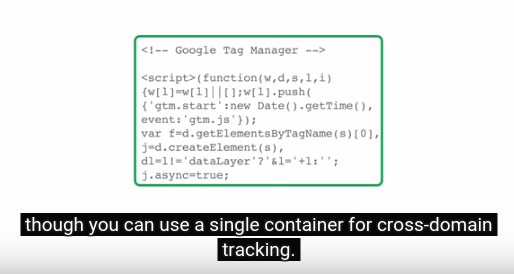 <!-- Google Tag Manager -->
<script>(function(w,d,s,l,i)
{w[l]=w[l]||[];w[l].push(
{'gtm.start':new Date().getTime(),
event:'gtm.js'});
var f=d.getElementsByTagName(s)[0],
j=d.createElement(s),
dl=l!='dataLayer'?'&l='+l:'';
j.async=true;
though you can use a single container for cross-domain
tracking.